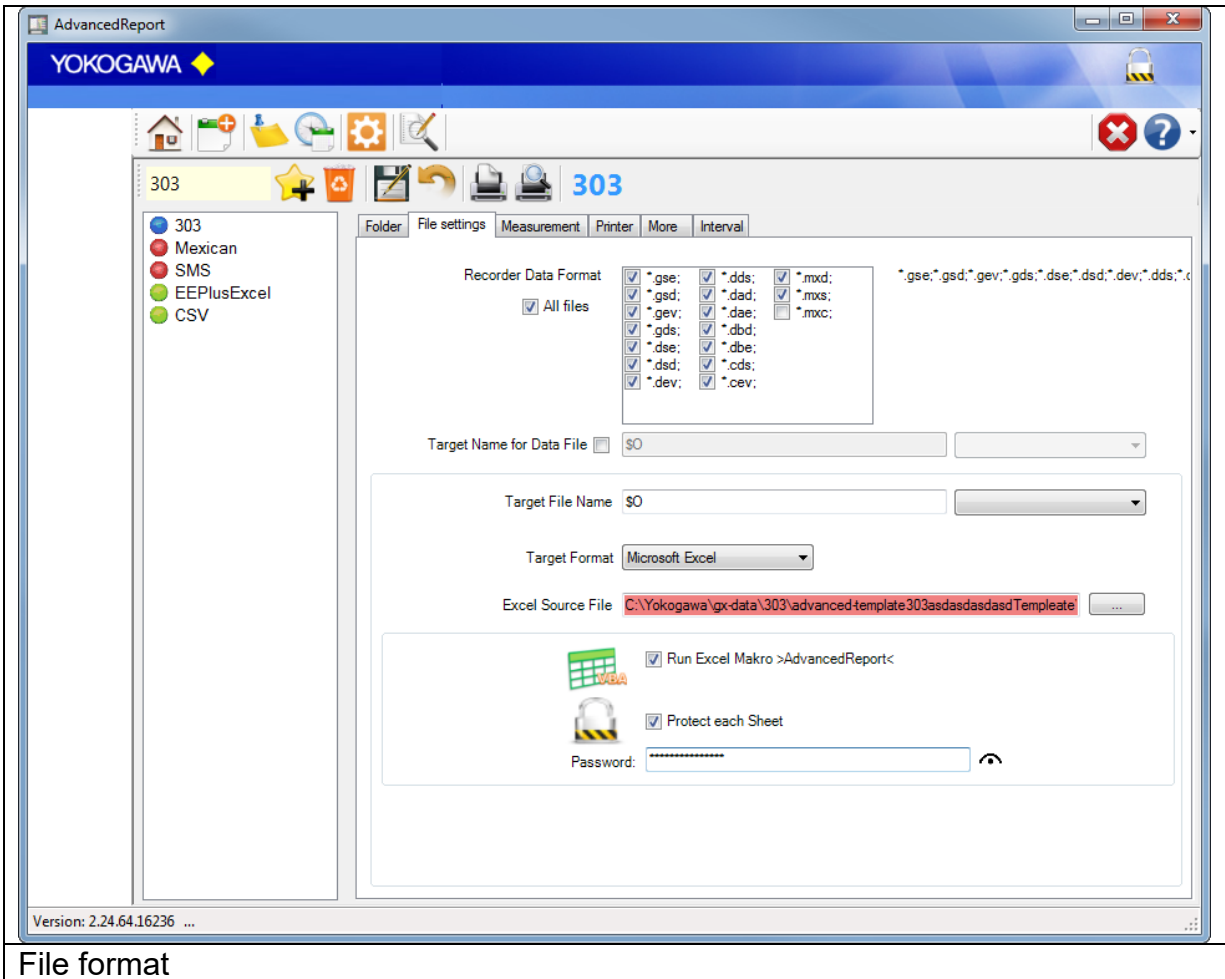 AdvancedReport
YOKOGAWA
303
303
303
Mexican
SMS
EEPlusExcel
CSV
Folder File settings Measurement Printer More Interval
Recorder Data Format
All files
*.gse; *.dds; *.mxd;
*.gsd; *.dad; *.mxs;
*.gev; *.dae; *.mxc;
*.gds; *.dbd;
*.dse; *.dbe;
*.dsd; *.cds;
*.dev; *.cev;
*.gse;*.gsd;*.gev;*.gds;*.dse;*.dsd;*.dev;*.dds;*.c
Target Name for Data File $O
Target File Name $O
Target Format Microsoft Excel
Excel Source File C:\Yokogawa\gx-data\303\advanced-template303asdasdasdasdTempleate\ ...
VBA
Run Excel Makro >AdvancedReport<
Protect each Sheet
Password: ***************
Version: 2.24.64.16236 ...
File format